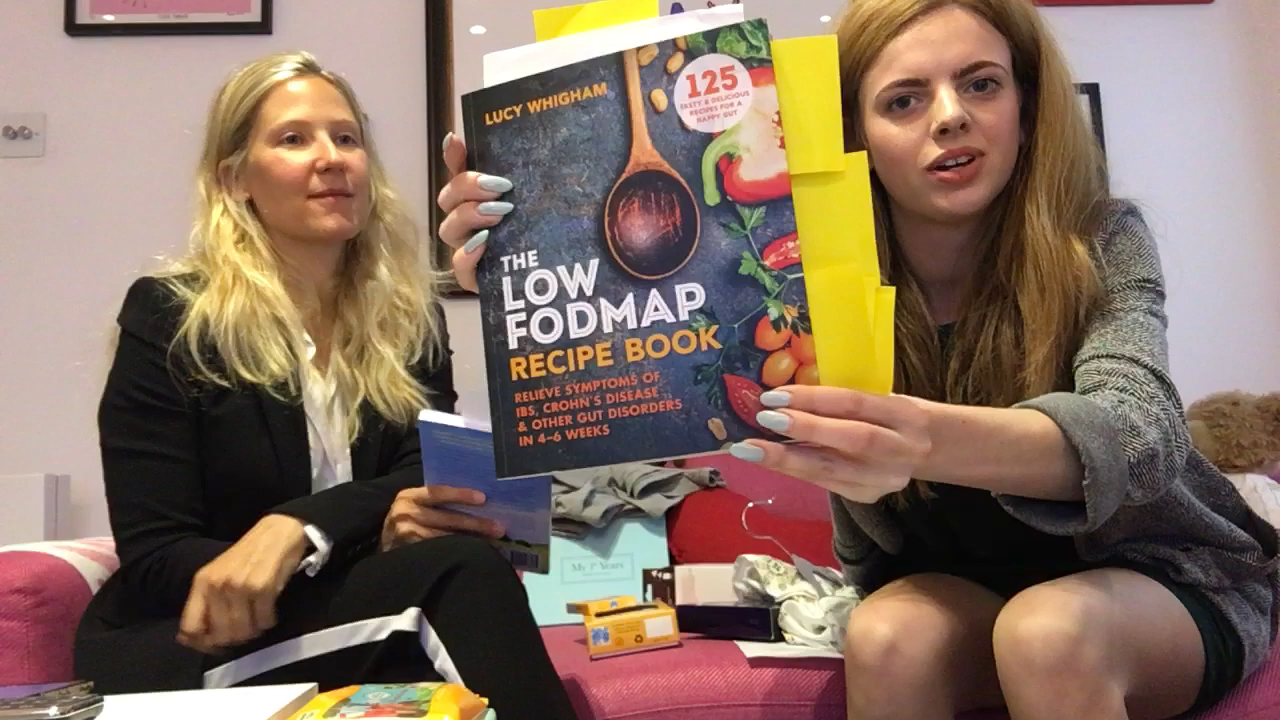 LUCY WHIGHAM
125
TASTY & DELICIOUS
RECIPES FOR A
HAPPY GUT
THE
LOW
FODMAP
RECIPE BOOK
RELIEVE SYMPTOMS OF
IBS, CROHN'S DISEASE
& OTHER GUT DISORDERS
IN 4–6 WEEKS
My 1st Years